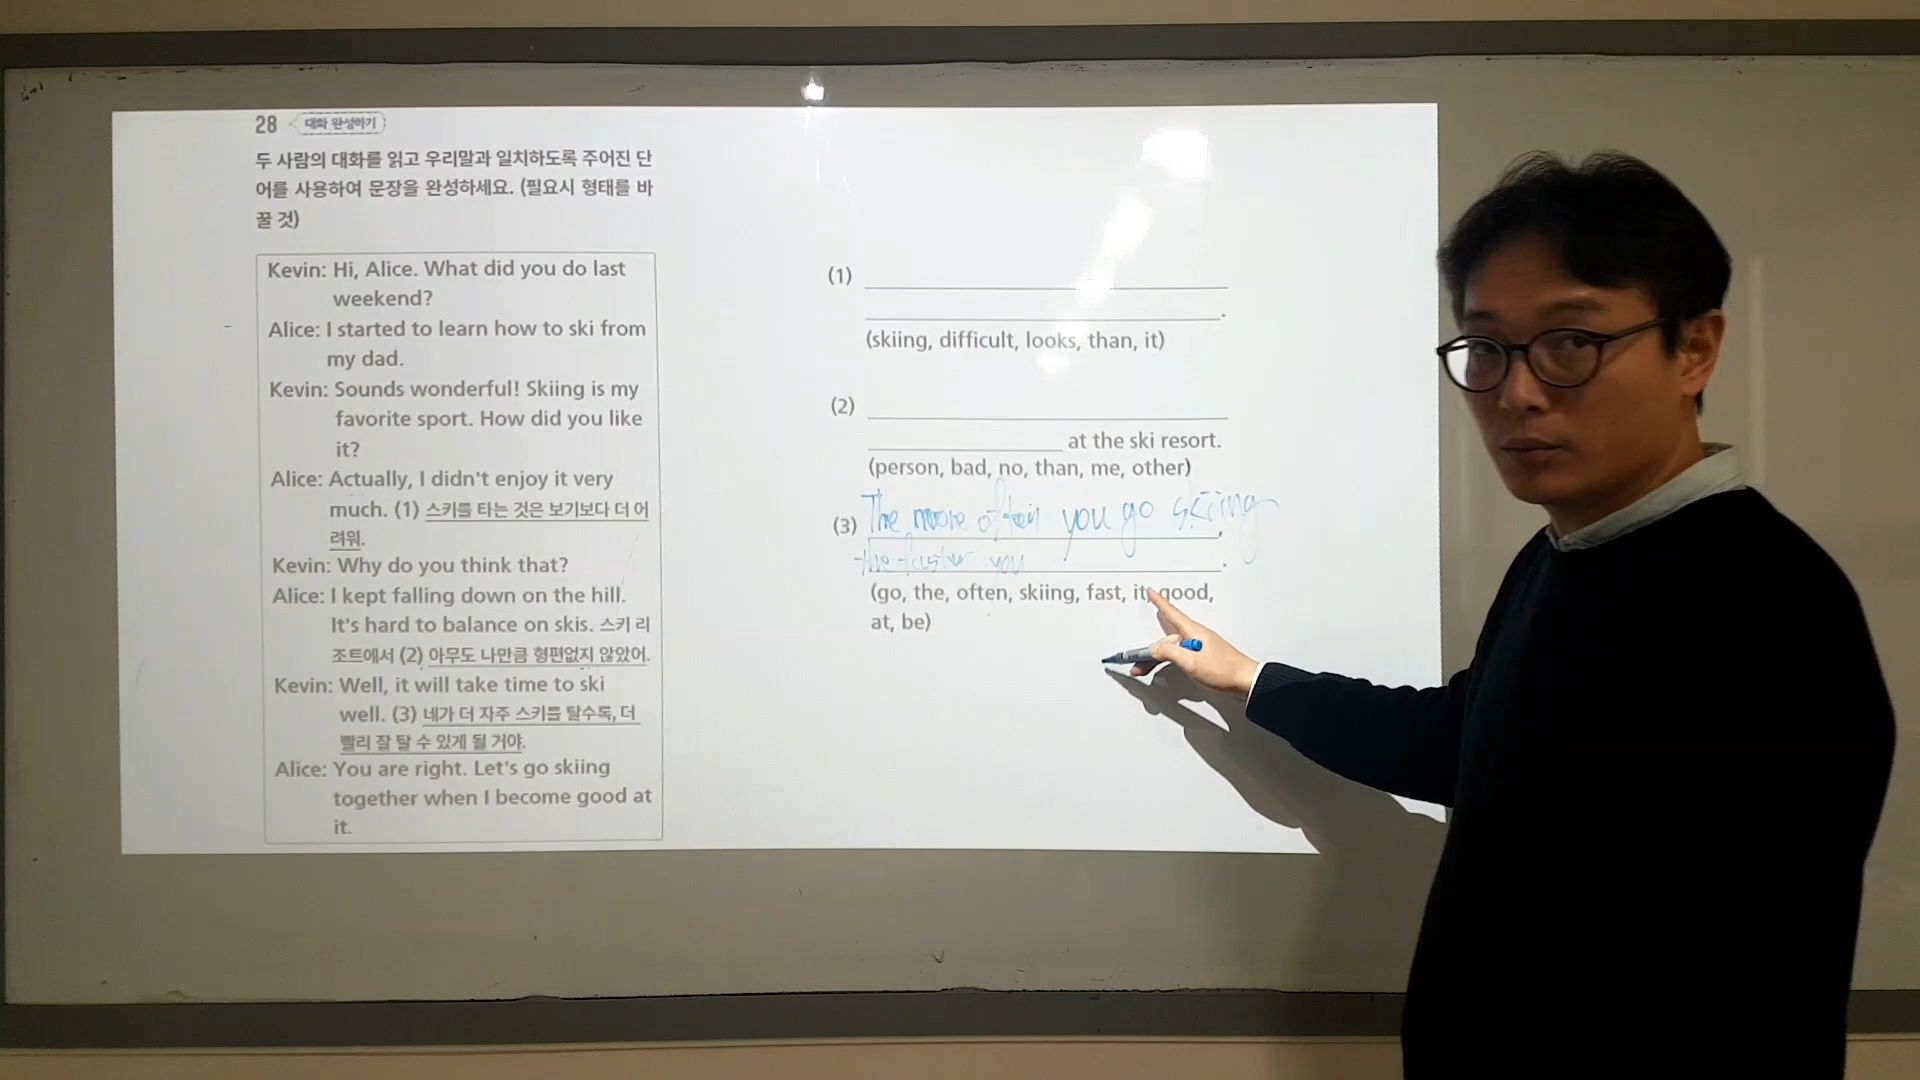 28 대화 완성하기
두 사람의 대화를 읽고 우리말과 일치하도록 주어진 단
어를 사용하여 문장을 완성하세요. (필요시 형태를 바
꿀 것)
Kevin: Hi, Alice. What did you do last
weekend?
Alice: I started to learn how to ski from
my dad.
Kevin: Sounds wonderful! Skiing is my
favorite sport. How did you like
it?
Alice: Actually, I didn't enjoy it very
much. (1) 스키를 타는 것은 보기보다 더 어
려워.
Kevin: Why do you think that?
Alice: I kept falling down on the hill.
It's hard to balance on skis. 스키 리
조트에서 (2) 아무도 나만큼 형편없지 않았어.
Kevin: Well, it will take time to ski
well. (3) 네가 더 자주 스키를 탈수록, 더
빨리 잘 탈 수 있게 될 거야.
Alice: You are right. Let's go skiing
together when I become good at
it.
(1)
.
(skiing, difficult, looks, than, it)
(2)
at the ski resort.
(person, bad, no, than, me, other)
(3) The more often you go skiing,
the faster you .
(go, the, often, skiing, fast, it, good,
at, be)